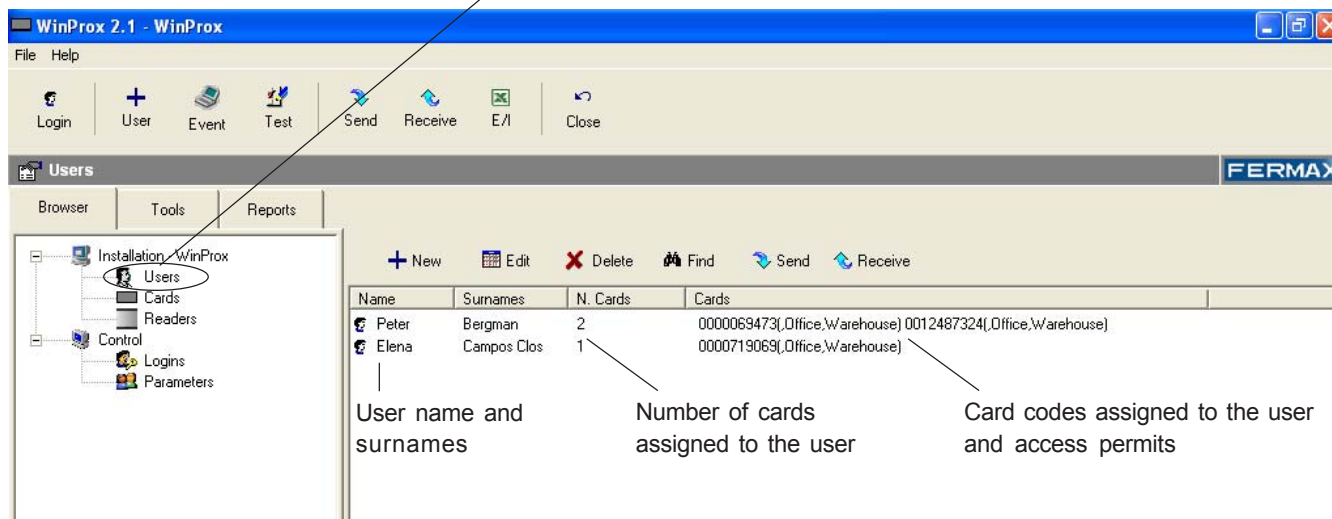 WinProx 2.1 - WinProx
File Help
Login User Event Test Send Receive E/I Close
Users FERMAX
Browser Tools Reports
Installation WinProx
Users
Cards
Readers
Control
Logins
Parameters
New Edit Delete Find Send Receive
Name Surnames N. Cards Cards
Peter Bergman 2 0000069473(,Office,Warehouse) 0012487324(,Office,Warehouse)
Elena Campos Clos 1 0000719069(,Office,Warehouse)
User name and
surnames
Number of cards
assigned to the user
Card codes assigned to the user
and access permits